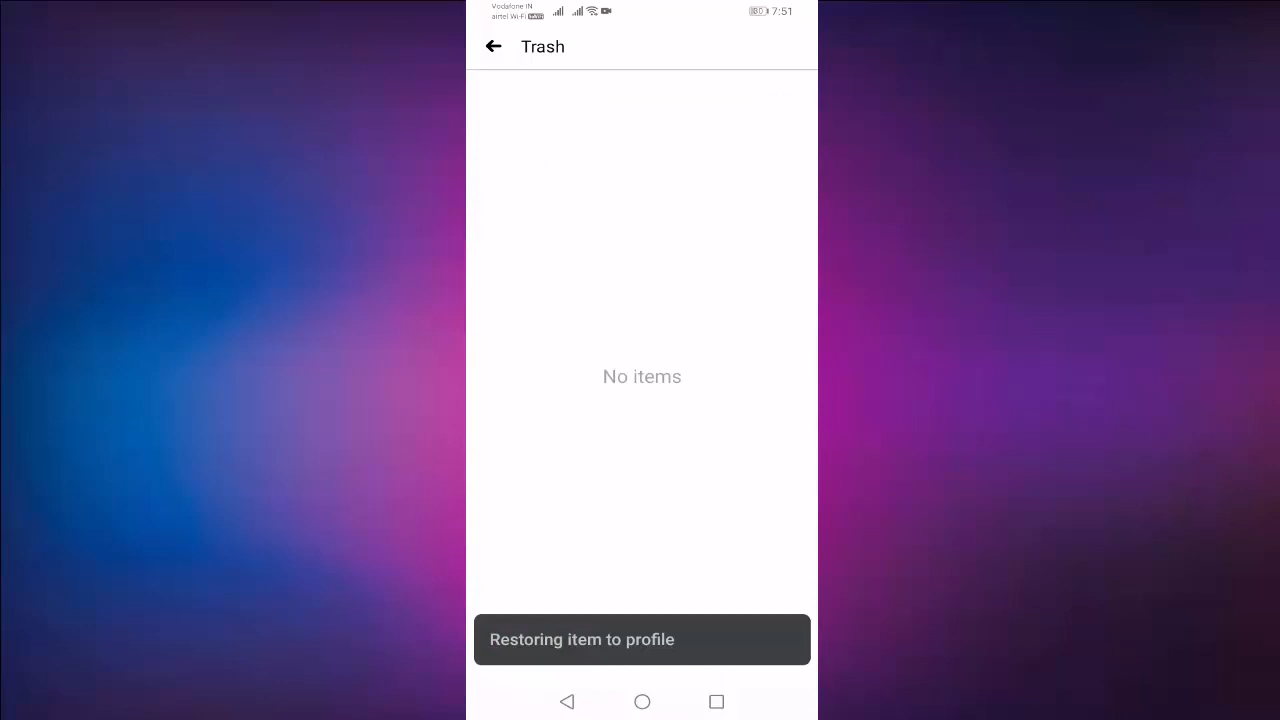 Vodafone IN
airtel Wi-Fi
7:51
Trash
No items
Restoring item to profile